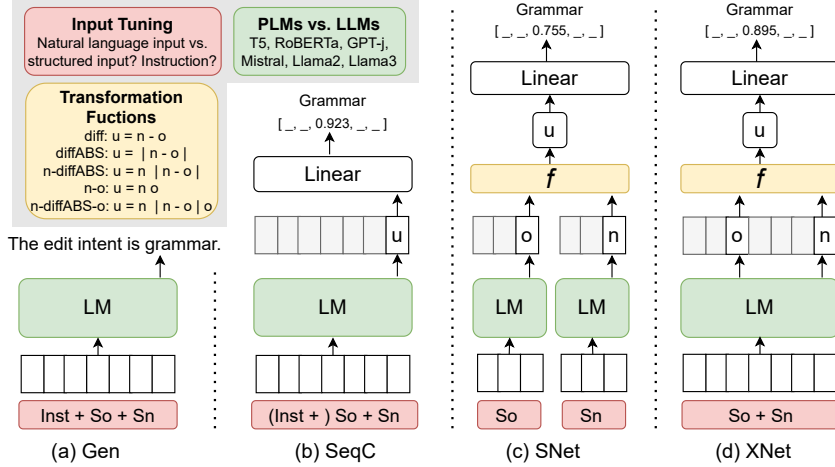 Input Tuning
Natural language input vs.
structured input? Instruction?
PLMs vs. LLMs
T5, RoBERTa, GPT-j,
Mistral, Llama2, Llama3
Transformation
Fuctions
diff: u = n - o
diffABS: u = | n - o |
n-diffABS: u = n | n - o |
n-o: u = n o
n-diffABS-o: u = n | n - o | o
The edit intent is grammar.
LM
Inst + So + Sn
(a) Gen
Grammar
[ _, _, 0.923, _, _ ]
Linear
u
LM
(Inst + ) So + Sn
(b) SeqC
Grammar
[ _, _, 0.755, _, _ ]
Linear
u
f
o
n
LM
LM
So
Sn
(c) SNet
Grammar
[ _, _, 0.895, _, _ ]
Linear
u
f
o
n
LM
So + Sn
(d) XNet